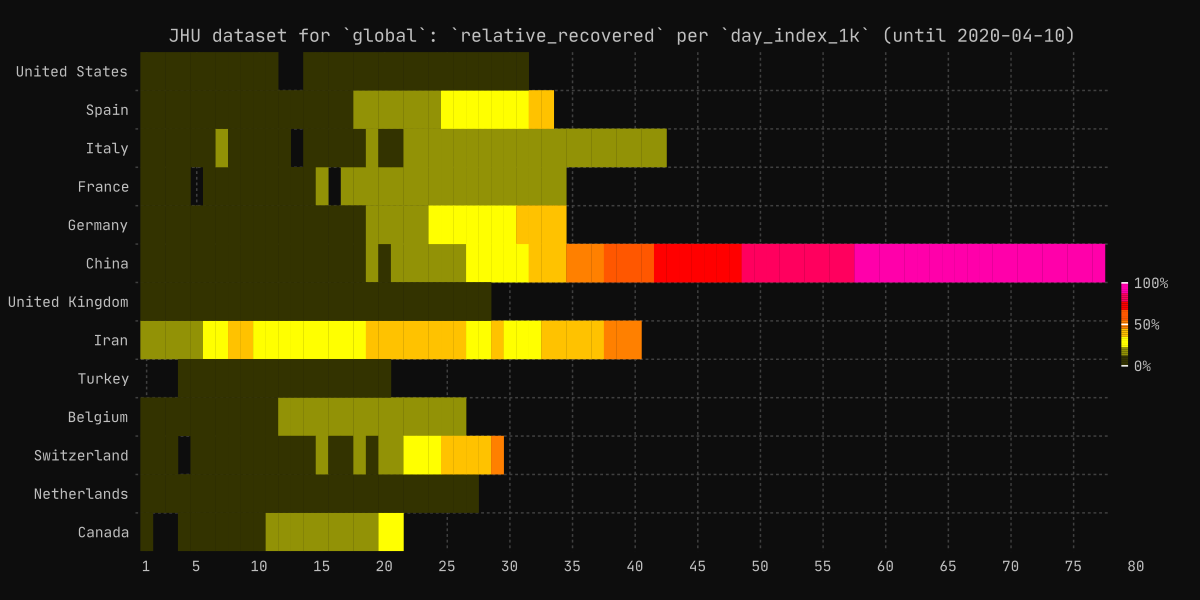 JHU dataset for `global`: `relative_recovered` per `day_index_1k` (until 2020-04-10)
United States
Spain
Italy
France
Germany
China
United Kingdom
Iran
Turkey
Belgium
Switzerland
Netherlands
Canada
100%
50%
0%
1 5 10 15 20 25 30 35 40 45 50 55 60 65 70 75 80